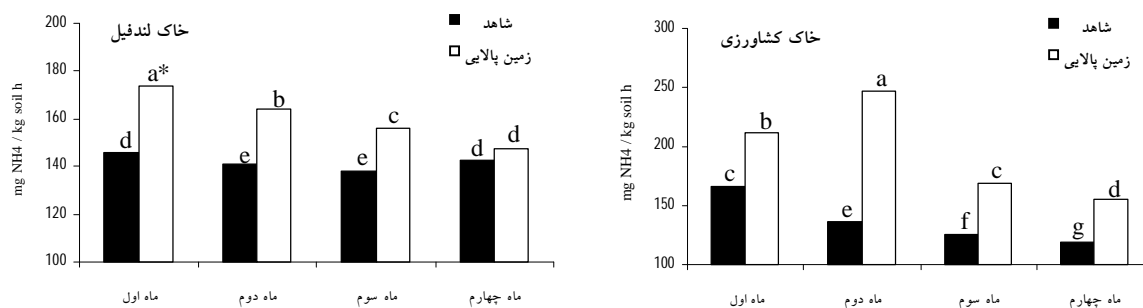 خاک لندفیل
شاهد
زمین پالایی
mg NH4 / kg soil h
200
180
160
140
120
100
d
a*
e
b
e
c
d
d
ماه اول
ماه دوم
ماه سوم
ماه چهارم
خاک کشاورزی
شاهد
زمین پالایی
mg NH4 / kg soil h
300
250
200
150
100
c
b
e
a
f
c
g
d
ماه اول
ماه دوم
ماه سوم
ماه چهارم